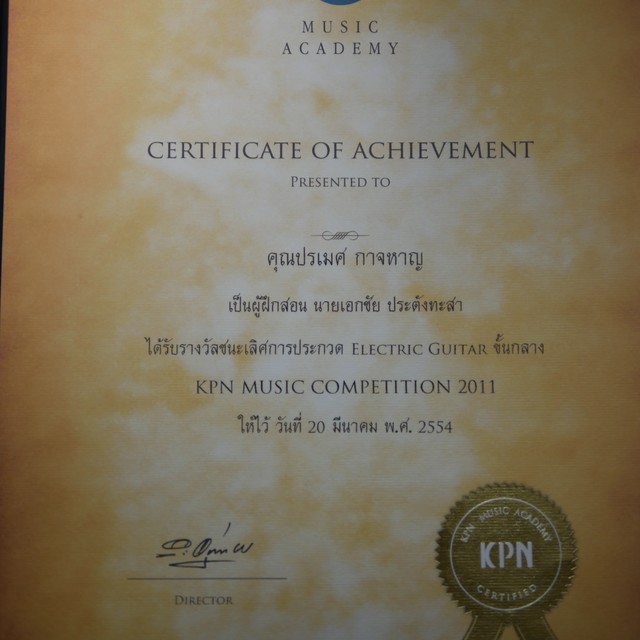 MUSIC
ACADEMY
CERTIFICATE OF ACHIEVEMENT
PRESENTED TO
คุณปรเมศ กาจหาญ
เป็นผู้ฝึกสอน นายเอกชัย ประดังทะสา
ได้รับรางวัลชนะเลิศการประกวด ELECTRIC GUITAR ชั้นกลาง
KPN MUSIC COMPETITION 2011
ให้ไว้ วันที่ 20 มีนาคม พ.ศ. 2554
DIRECTOR
KPN MUSIC ACADEMY
KPN
CERTIFIED